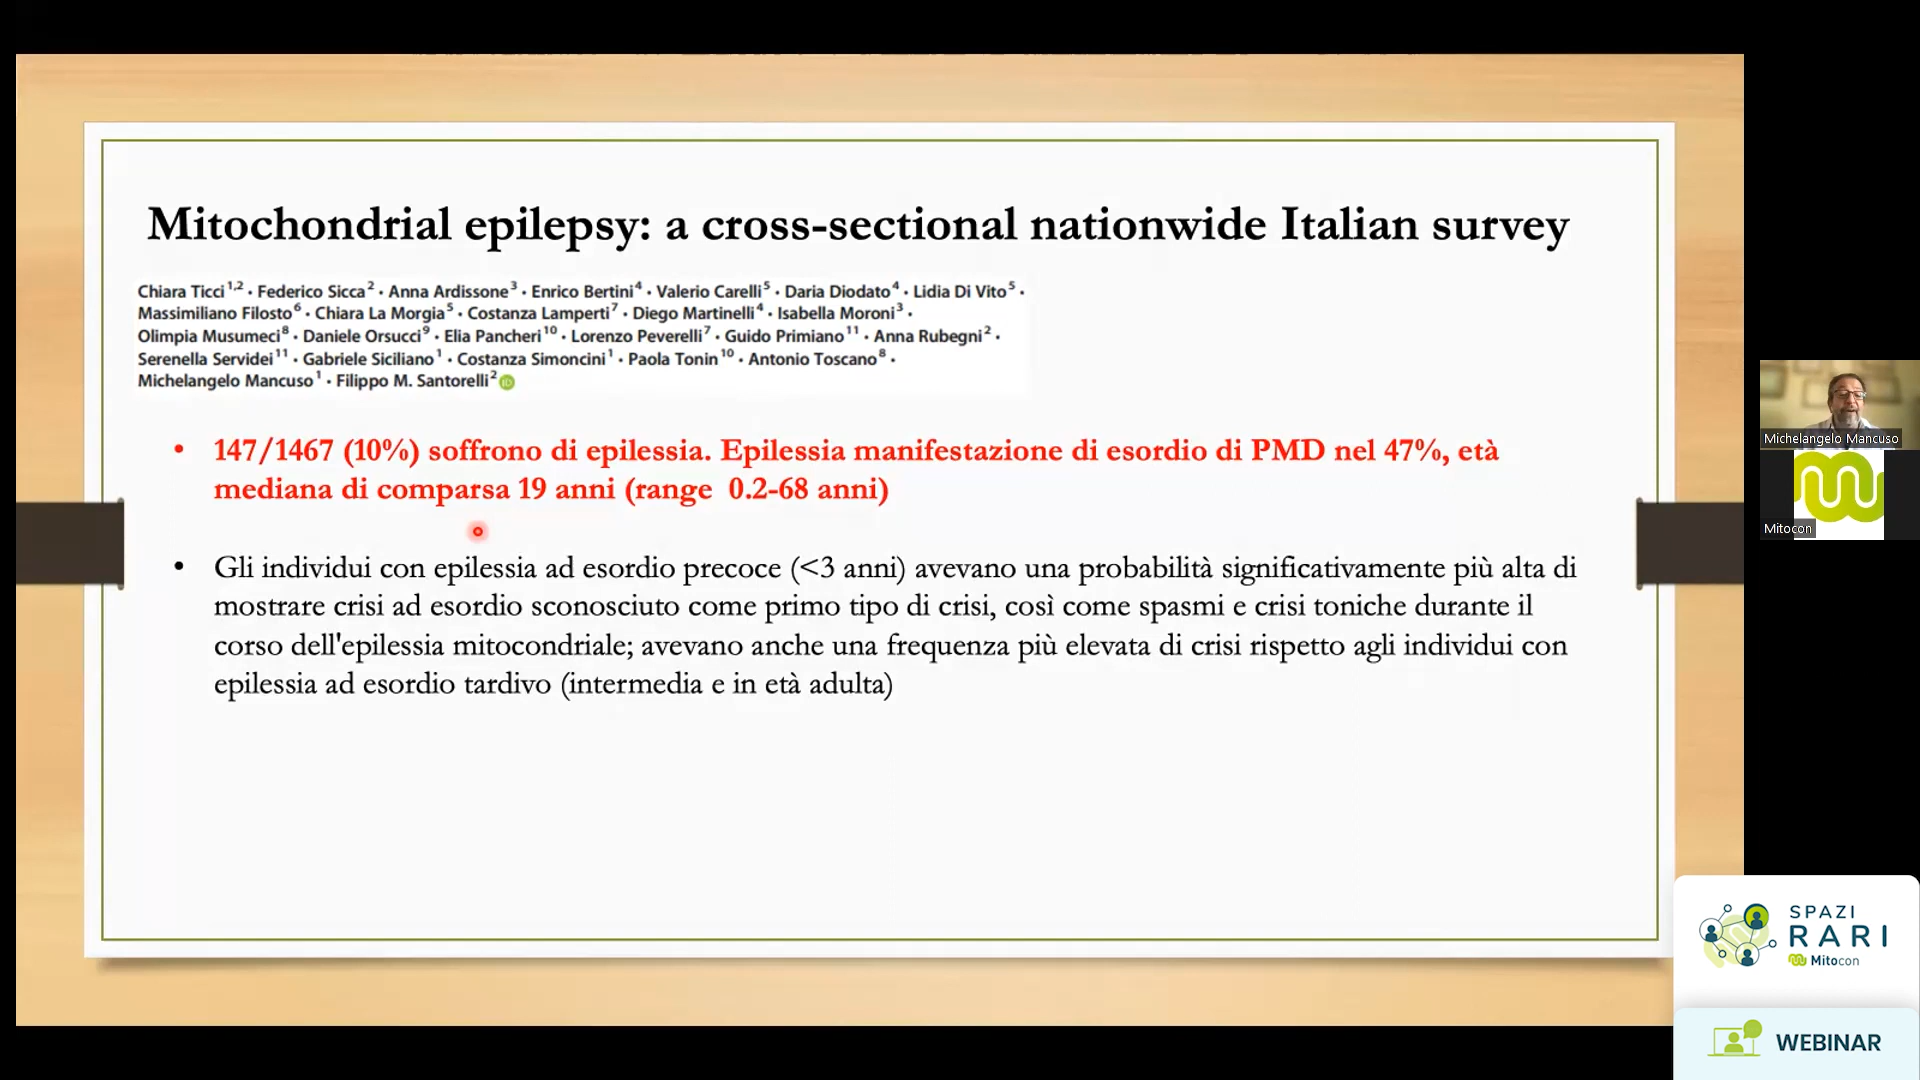 Mitochondrial epilepsy: a cross-sectional nationwide Italian survey
Chiara Ticci 1,2 · Federico Sicca 2 · Anna Ardissone 3 · Enrico Bertini 4 · Valerio Carelli 5 · Daria Diodato 4 · Lidia Di Vito 5 ·
Massimiliano Filosto 6 · Chiara La Morgia 5 · Costanza Lamperti 7 · Diego Martinelli 4 · Isabella Moroni 3 ·
Olimpia Musumeci 8 · Daniele Orsucci 9 · Elia Pancheri 10 · Lorenzo Peverelli 7 · Guido Primiano 11 · Anna Rubegni 2 ·
Serenella Servidei 11 · Gabriele Siciliano 1 · Costanza Simoncini 1 · Paola Tonin 10 · Antonio Toscano 8 ·
Michelangelo Mancuso 1 · Filippo M. Santorelli 2
• 147/1467 (10%) soffrono di epilessia. Epilessia manifestazione di esordio di PMD nel 47%, età
mediana di comparsa 19 anni (range 0.2-68 anni)
• Gli individui con epilessia ad esordio precoce (<3 anni) avevano una probabilità significativamente più alta di
mostrare crisi ad esordio sconosciuto come primo tipo di crisi, così come spasmi e crisi toniche durante il
corso dell'epilessia mitocondriale; avevano anche una frequenza più elevata di crisi rispetto agli individui con
epilessia ad esordio tardivo (intermedia e in età adulta)
Michelangelo Mancuso
Mitocon
SPAZI
RARI
Mitocon
WEBINAR